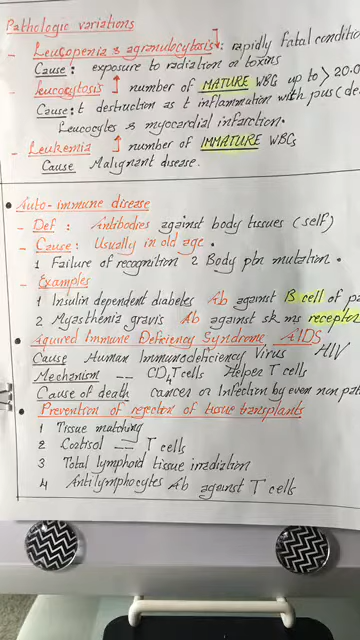 Pathologic variations
- Leucopenia & agranulocytosis↓: rapidly fatal conditio
Cause: exposure to radiation or toxins
- Leucocytosis ↑ number of MATURE WBCs up to > 20.0
Cause: t destruction as t inflammation with pus (de
Leucocytes & myocardial infarction.
- Leukemia ↑ number of IMMATURE WBCs
Cause Malignant disease.
• Auto-immune disease
- Def : Antibodies against body tissues (self)
- Cause: Usually in old age.
1 Failure of recognition 2 Body ptn mutation.
- Examples
1 Insulin dependent diabetes Ab against B cell of pa
2 Myasthenia gravis Ab against sk ms receptor
• Aquired Immune Deficiency Syndrome AIDS
Cause Human Immunodeficiency Virus HIV
Mechanism — CD4 T cells Helper T cells
Cause of death cancer or Infection by even non pat
• Prevention of rejection of tissue transplants
1 Tissue matching
2 Cortisol — T cells
3 Total lymphoid tissue irradiation
4 Antilymphocytes Ab against T cells